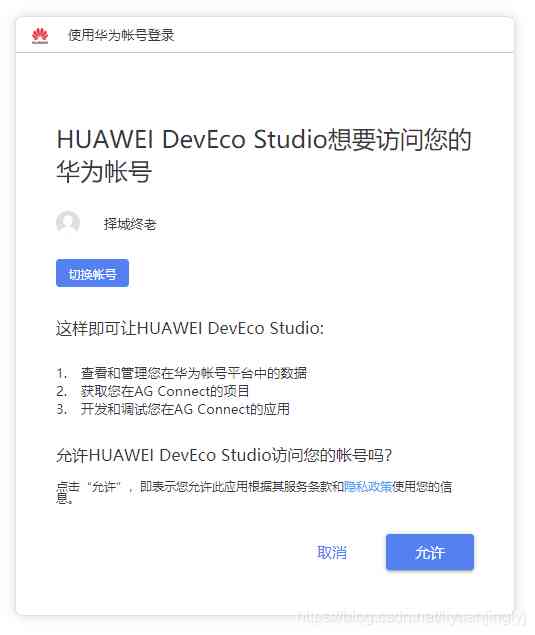 HUAWEI
使用华为帐号登录
HUAWEI DevEco Studio想要访问您的
华为帐号
择城终老
切换帐号
这样即可让HUAWEI DevEco Studio:
1. 查看和管理您在华为帐号平台中的数据
2. 获取您在AG Connect的项目
3. 开发和调试您在AG Connect的应用
允许HUAWEI DevEco Studio访问您的帐号吗?
点击“允许”，即表示您允许此应用根据其服务条款和隐私政策使用您的信
息。
取消
允许
https://blog.csdn.net/liyuanjinglyj